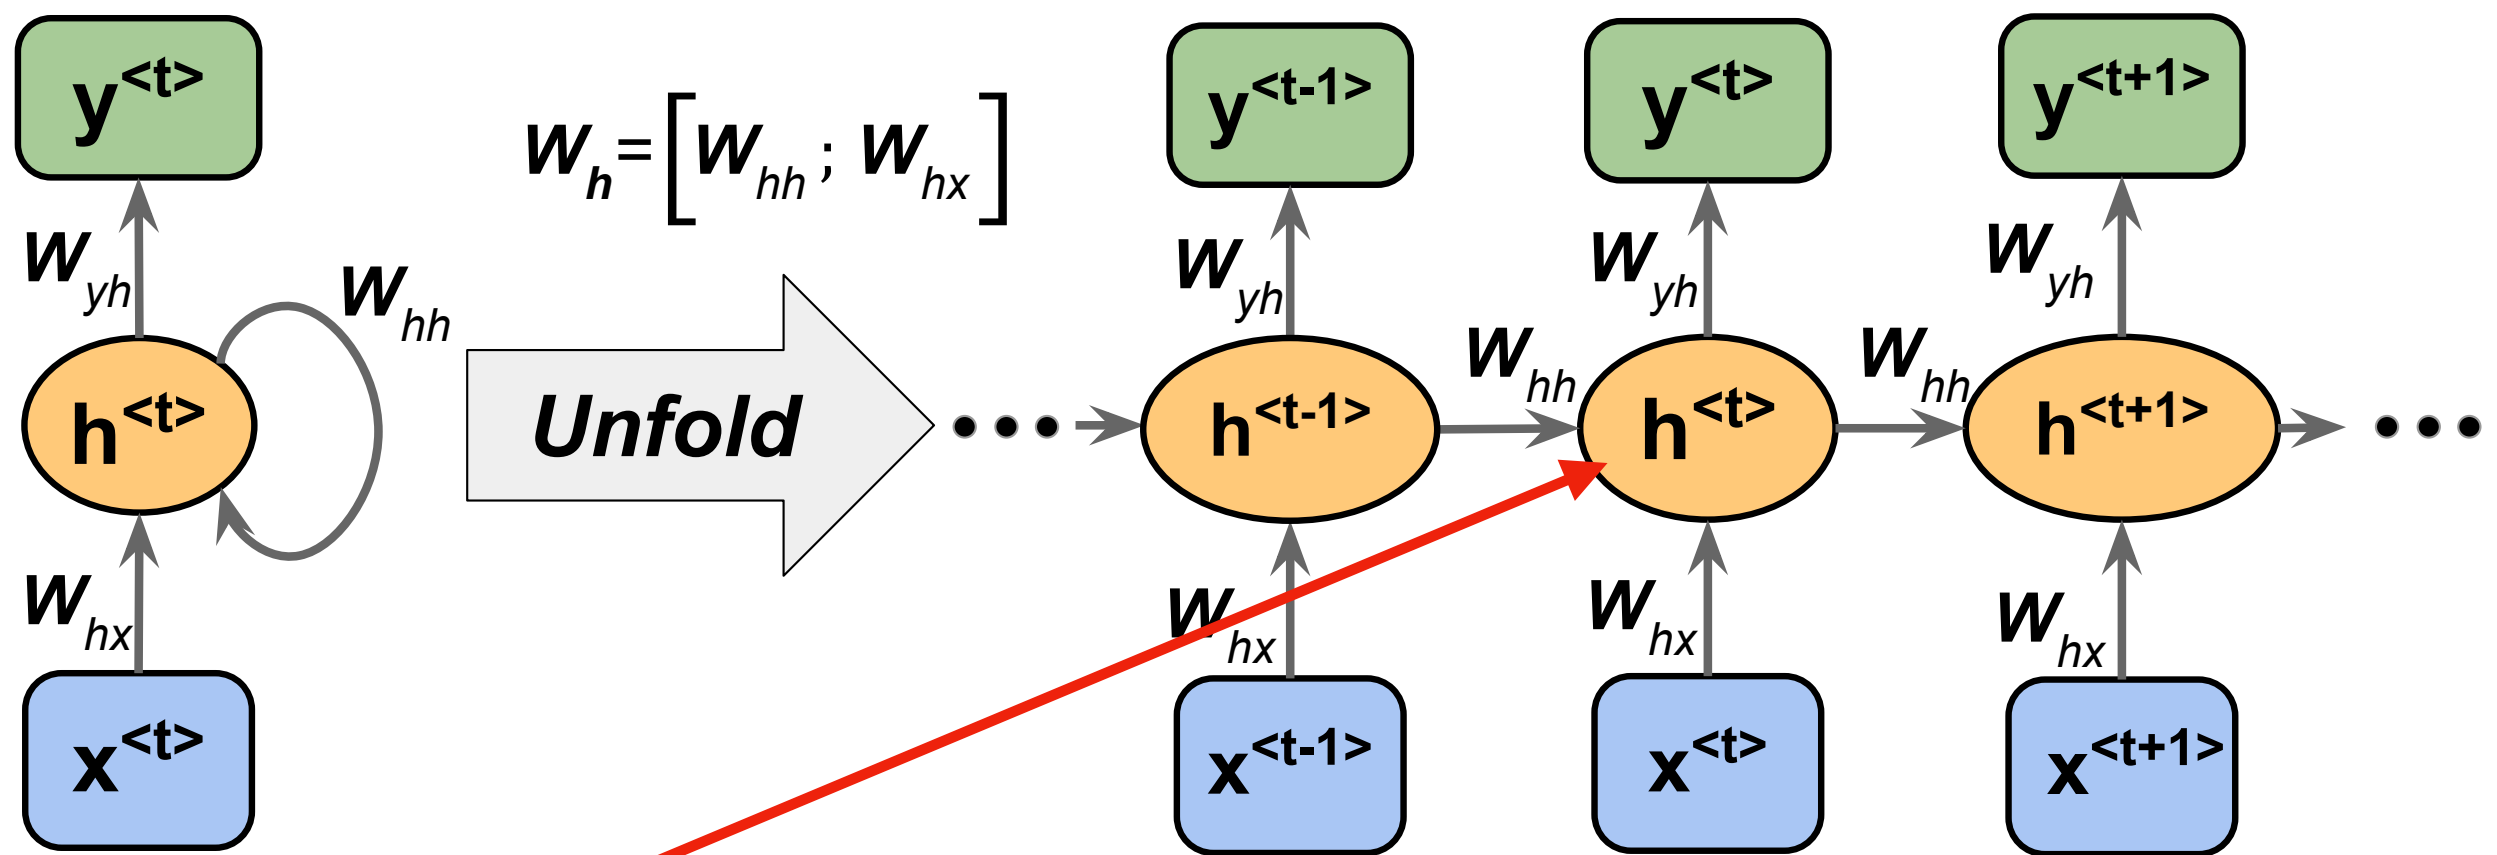 y<t>
W_h=[W_hh; W_hx]
y<t-1>
y<t>
y<t+1>
W_yh
W_hh
W_yh
W_yh
W_yh
h<t>
Unfold
h<t-1>
W_hh
h<t>
W_hh
h<t+1>
W_hx
W_hx
W_hx
W_hx
x<t>
x<t-1>
x<t>
x<t+1>